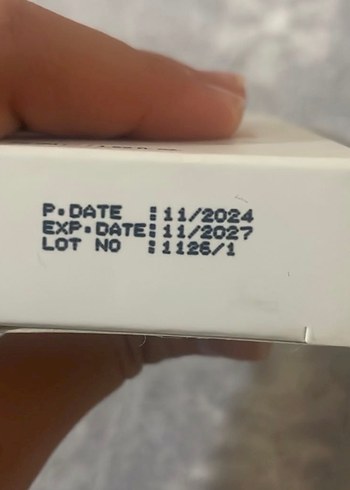 P.DATE :11/2024
EXP.DATE:11/2027
LOT NO :1126/1